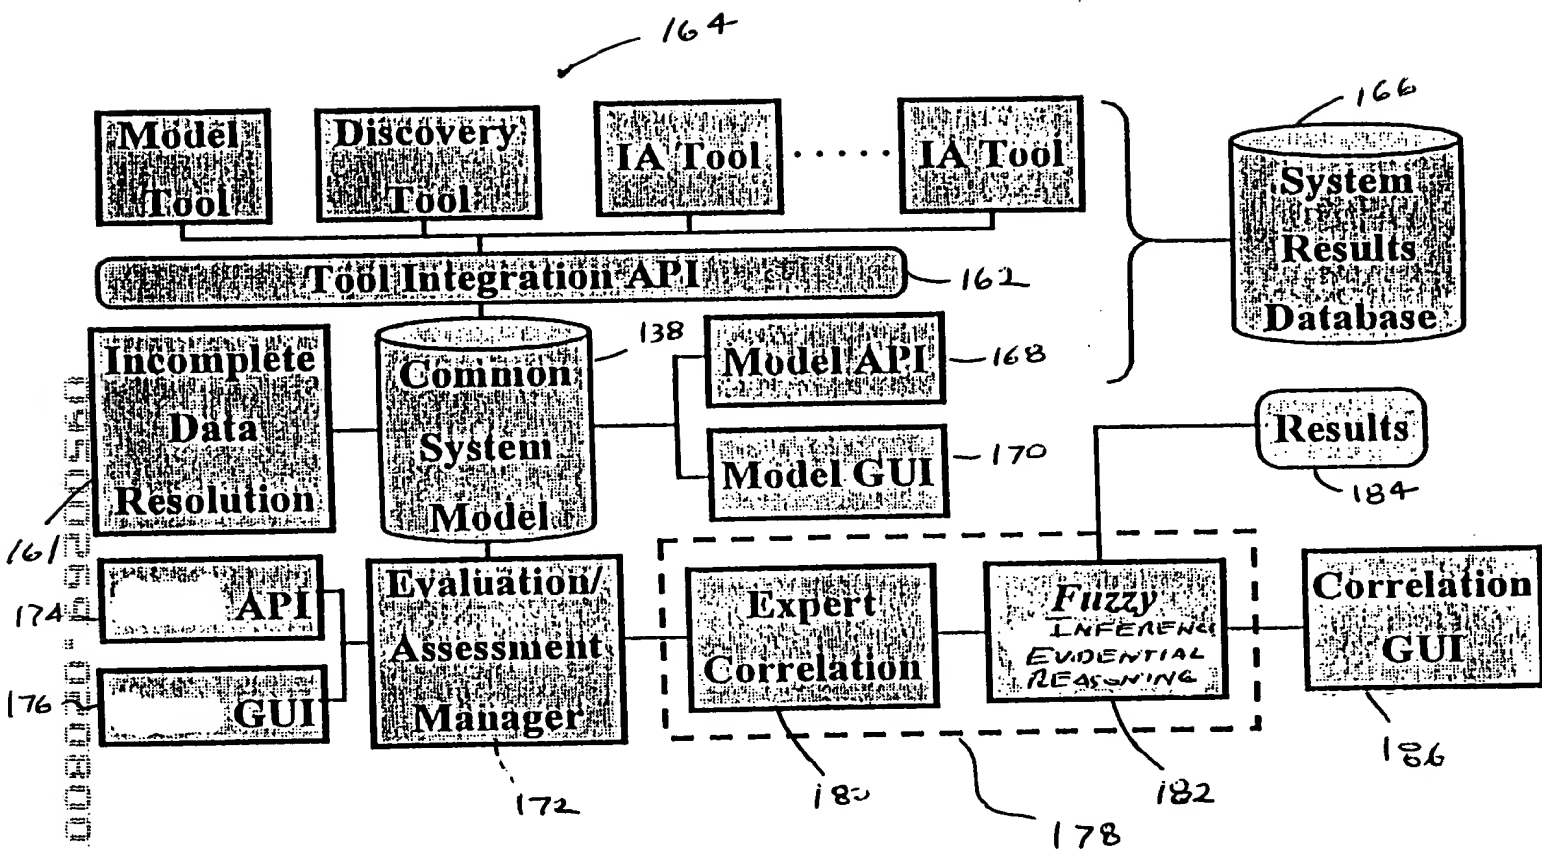 164
Model
Tool
Discovery
Tool
IA Tool
.....
IA Tool
166
System
Results
Database
Tool Integration API
162
Incomplete
Data
Resolution
161
138
Common
System
Model
Model API
168
Model GUI
170
Results
184
API
174
GUI
176
Evaluation/
Assessment
Manager
172
Expert
Correlation
180
Fuzzy
INFERENCE
EVIDENTIAL
REASONING
182
178
Correlation
GUI
186